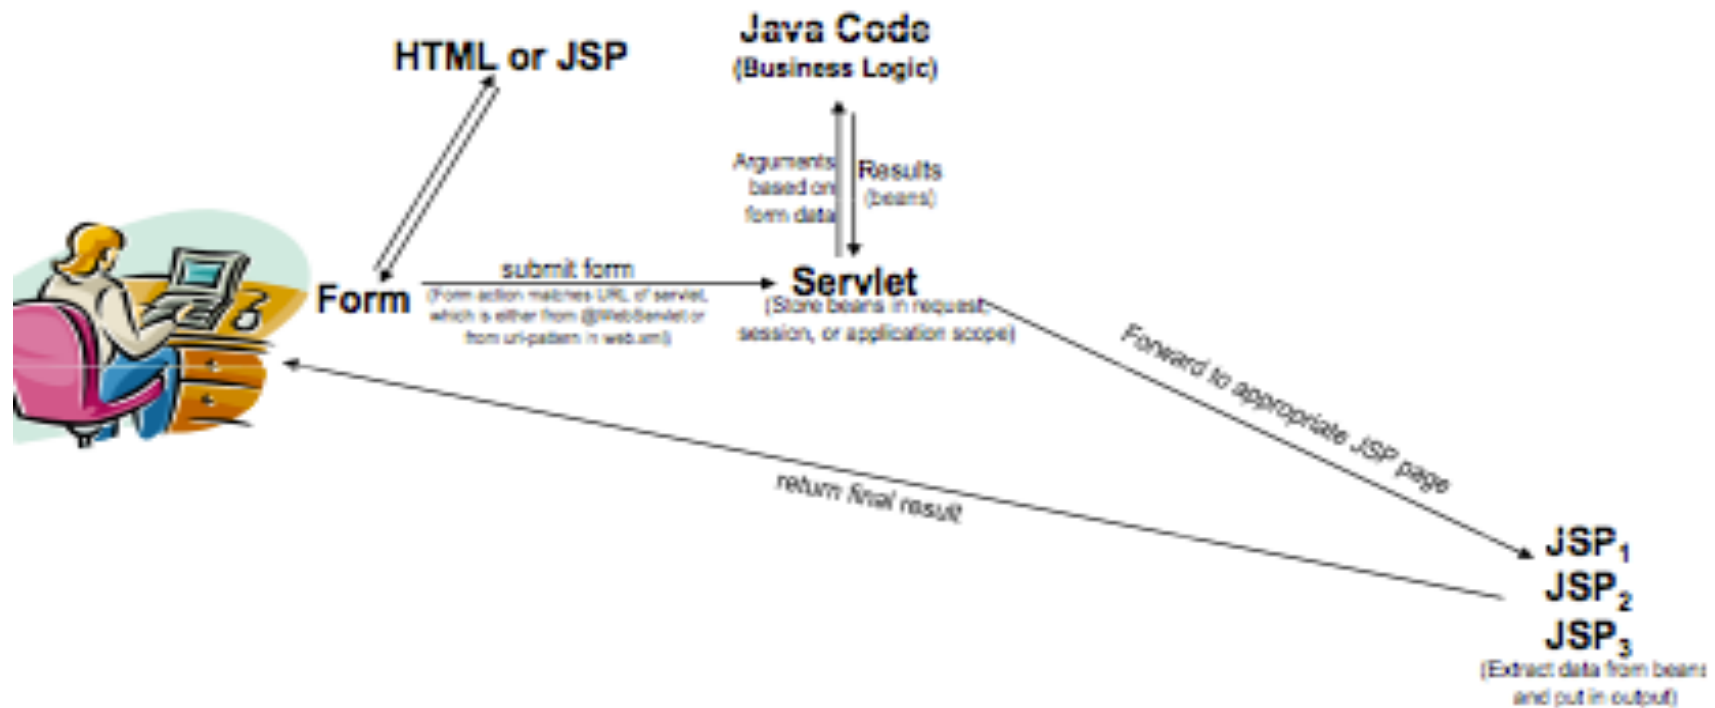 HTML or JSP
Java Code
(Business Logic)
Arguments
based on
form data
Results
(beans)
Form
submit form
(Form action matches URL of servlet,
which is either from @WebServlet or
from url-pattern in web.xml)
Servlet
(Store beans in request,
session, or application scope)
Forward to appropriate JSP page
return final result
JSP1
JSP2
JSP3
(Extract data from beans
and put in output)